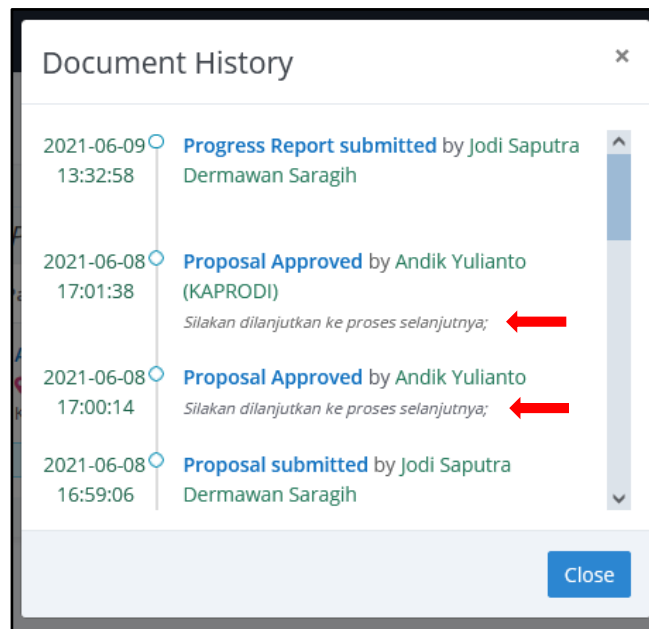 Document History
×
2021-06-09
13:32:58
Progress Report submitted by Jodi Saputra
Dermawan Saragih
2021-06-08
17:01:38
Proposal Approved by Andik Yulianto
(KAPRODI)
Silakan dilanjutkan ke proses selanjutnya;
2021-06-08
17:00:14
Proposal Approved by Andik Yulianto
Silakan dilanjutkan ke proses selanjutnya;
2021-06-08
16:59:06
Proposal submitted by Jodi Saputra
Dermawan Saragih
Close